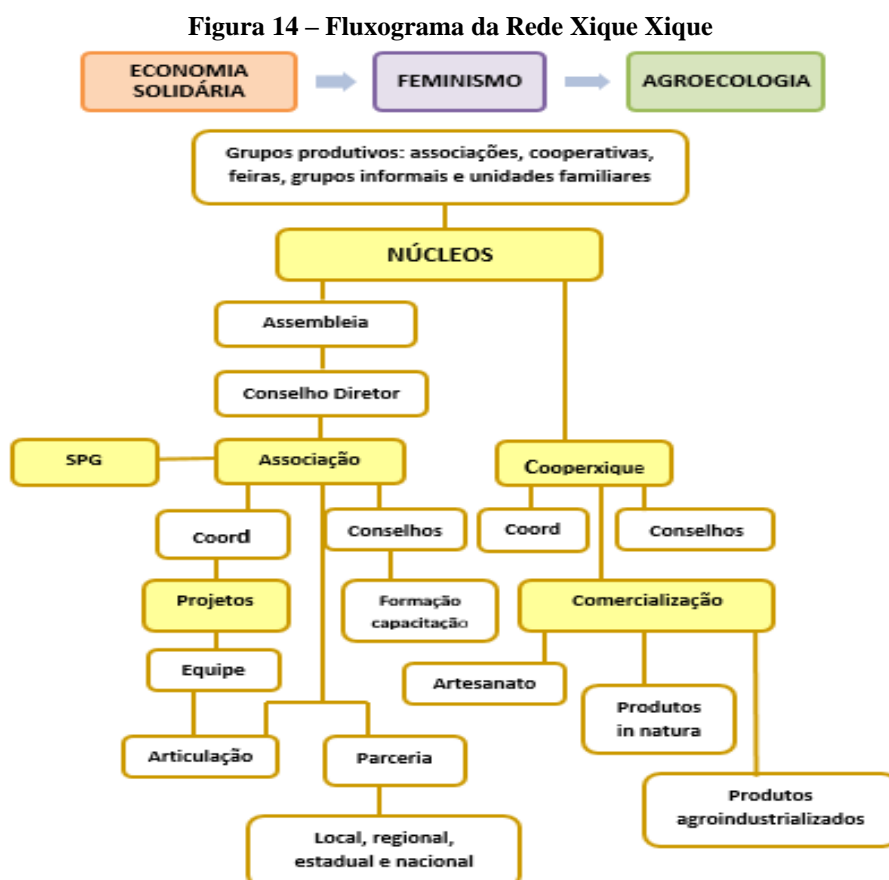 Figura 14 – Fluxograma da Rede Xique Xique
ECONOMIA
SOLIDÁRIA
FEMINISMO
AGROECOLOGIA
Grupos produtivos: associações, cooperativas,
feiras, grupos informais e unidades familiares
NÚCLEOS
Assembleia
Conselho Diretor
SPG
Associação
Cooperxique
Coord
Conselhos
Coord
Conselhos
Projetos
Formação
capacitação
Comercialização
Equipe
Artesanato
Produtos
in natura
Articulação
Parceria
Produtos
agroindustrializados
Local, regional,
estadual e nacional